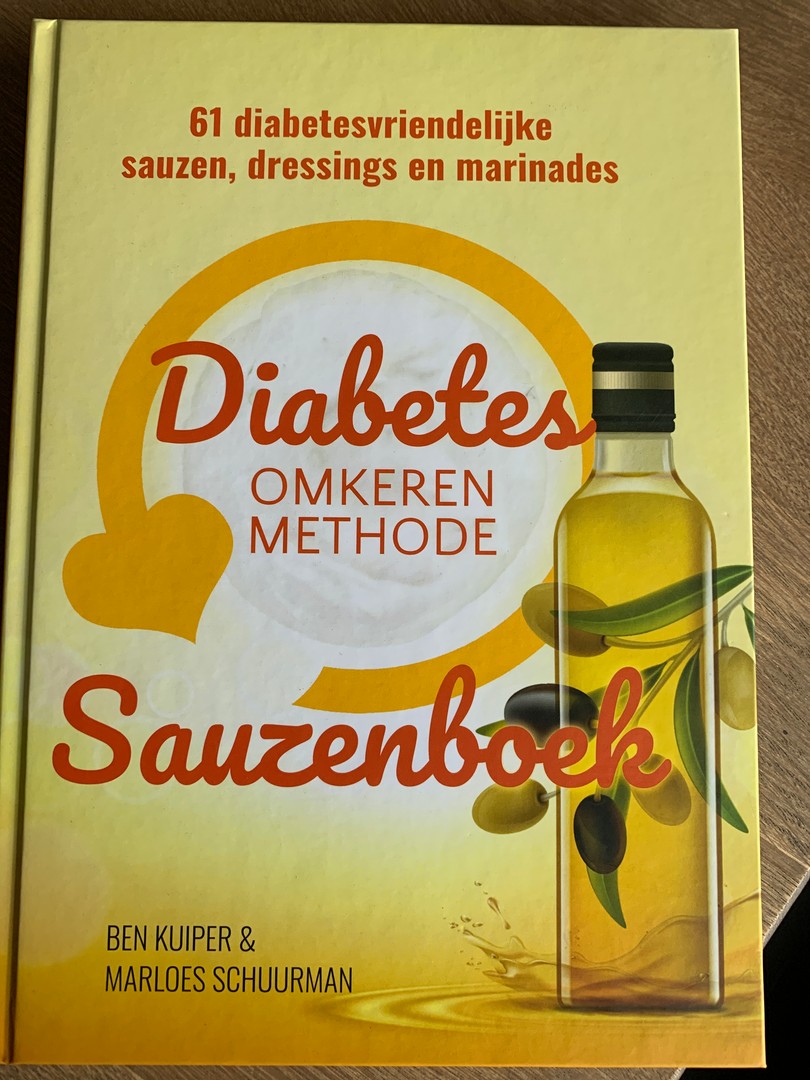 61 diabetesvriendelijke
sauzen, dressings en marinades
Diabetes
OMKEREN
METHODE
Sauzenboek
BEN KUIPER &
MARLOES SCHUURMAN